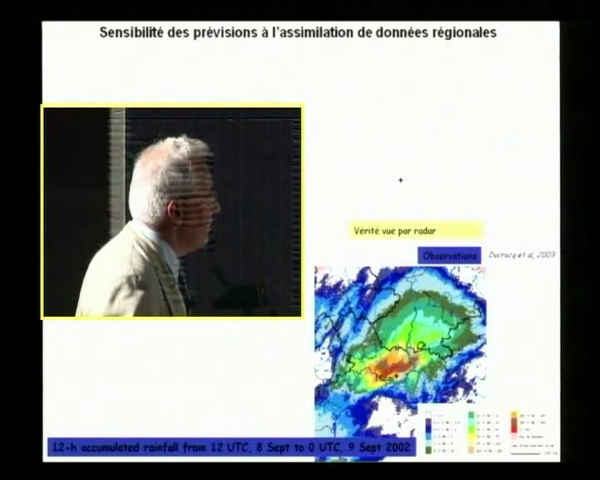 Sensibilité des prévisions à l'assimilation de données régionales
Vérité vue par radar
Observations
Ducrocq et al, 2003
12-h accumulated rainfall from 12 UTC, 8 Sept to 0 UTC, 9 Sept 2002